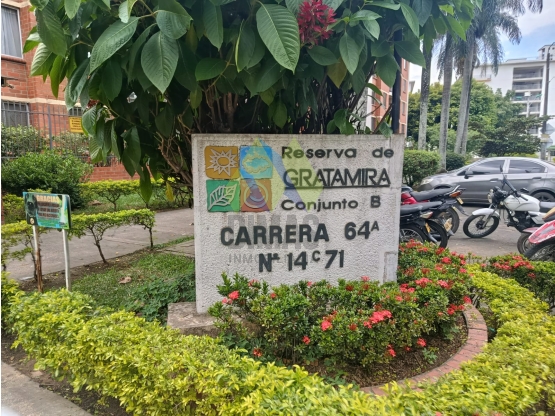 Reserva de
GRATAMIRA
Conjunto B
CARRERA 64A
Nº 14C 71